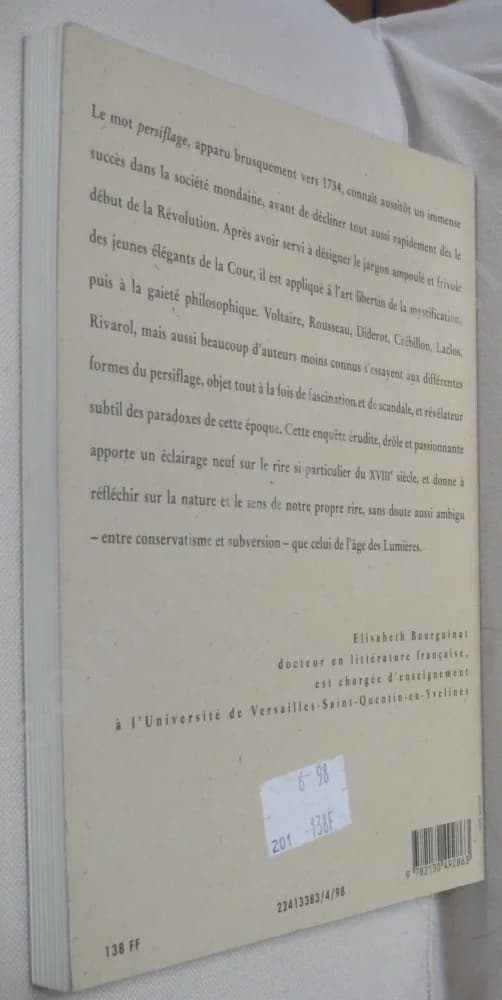 Le mot persiflage, apparu brusquement vers 1734, connaît aussitôt un immense
succès dans la société mondaine, avant de décliner tout aussi rapidement dès le
début de la Révolution. Après avoir servi à désigner le jargon ampoulé et frivole
des jeunes élégants de la Cour, il est appliqué à l'art libertin de la mystification,
puis à la gaieté philosophique. Voltaire, Rousseau, Diderot, Crébillon, Laclos,
Rivarol, mais aussi beaucoup d'auteurs moins connus s'essayent aux différentes
formes du persiflage, objet tout à la fois de fascination et de scandale, et révélateur
subtil des paradoxes de cette époque. Cette enquête érudite, drôle et passionnante
apporte un éclairage neuf sur le rire si particulier du XVIIIe siècle, et donne à
réfléchir sur la nature et le sens de notre propre rire, sans doute aussi ambigu
– entre conservatisme et subversion – que celui de l'âge des Lumières.
Elisabeth Bourguinat
docteur en littérature française,
est chargée d'enseignement
à l'Université de Versailles-Saint-Quentin-en-Yvelines
6-98
201 138F
9 782130 492863
22413383/4/98
138 FF